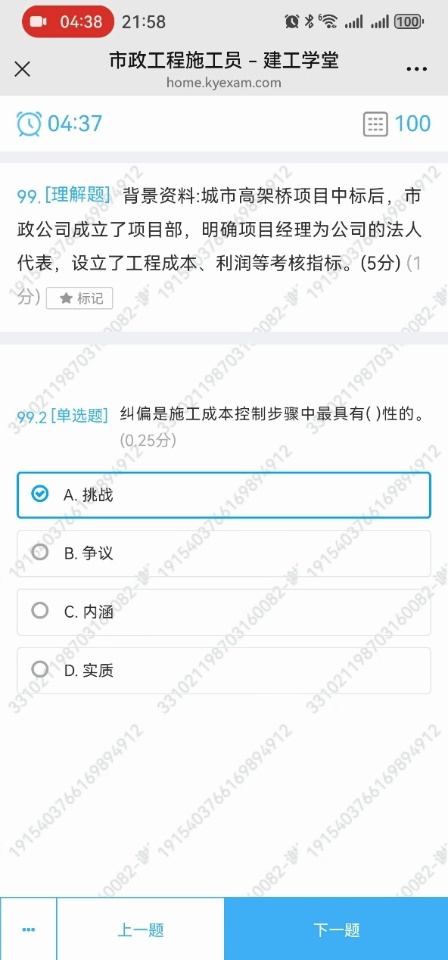 04:38 21:58 100
市政工程施工员 - 建工学堂
home.kyexam.com
04:37 100
99. [理解题] 背景资料:城市高架桥项目中标后，市
政公司成立了项目部，明确项目经理为公司的法人
代表，设立了工程成本、利润等考核指标。(5分) (1
分) ★ 标记
99.2 [单选题] 纠偏是施工成本控制步骤中最具有( )性的。
(0.25分)
A. 挑战
B. 争议
C. 内涵
D. 实质
1915403766169894912
331021198703160082-谢
上一题
下一题